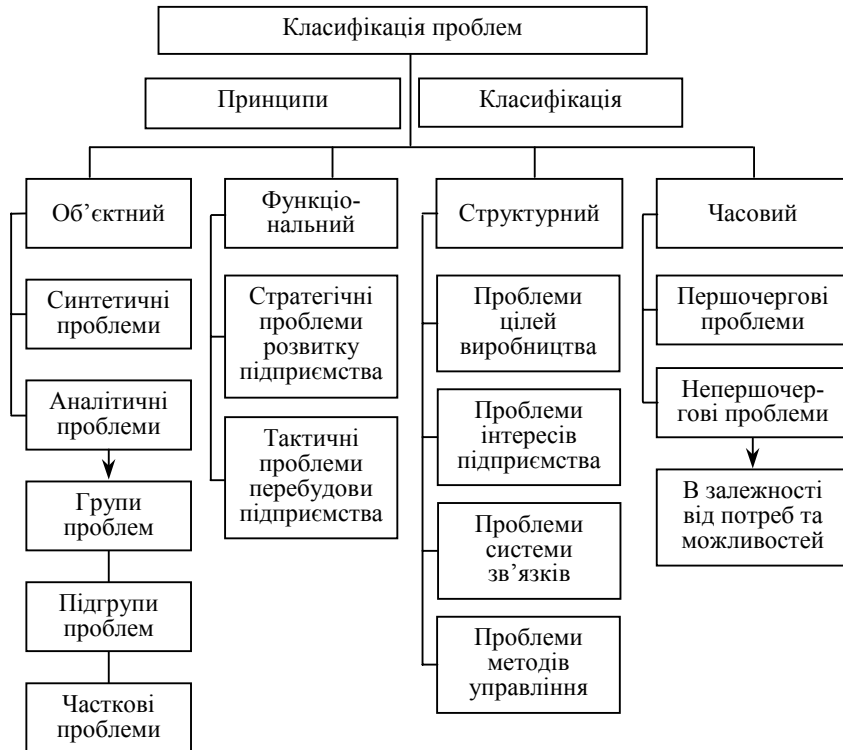 Класифікація проблем
Принципи
Класифікація
Об’єктний
Функціо-
нальний
Структурний
Часовий
Синтетичні
проблеми
Аналітичні
проблеми
Групи
проблем
Підгрупи
проблем
Часткові
проблеми
Стратегічні
проблеми
розвитку
підприємства
Тактичні
проблеми
перебудови
підприємства
Проблеми
цілей
виробництва
Проблеми
інтересів
підприємства
Проблеми
системи
зв’язків
Проблеми
методів
управління
Першочергові
проблеми
Непершочер-
гові проблеми
В залежності
від потреб та
можливостей